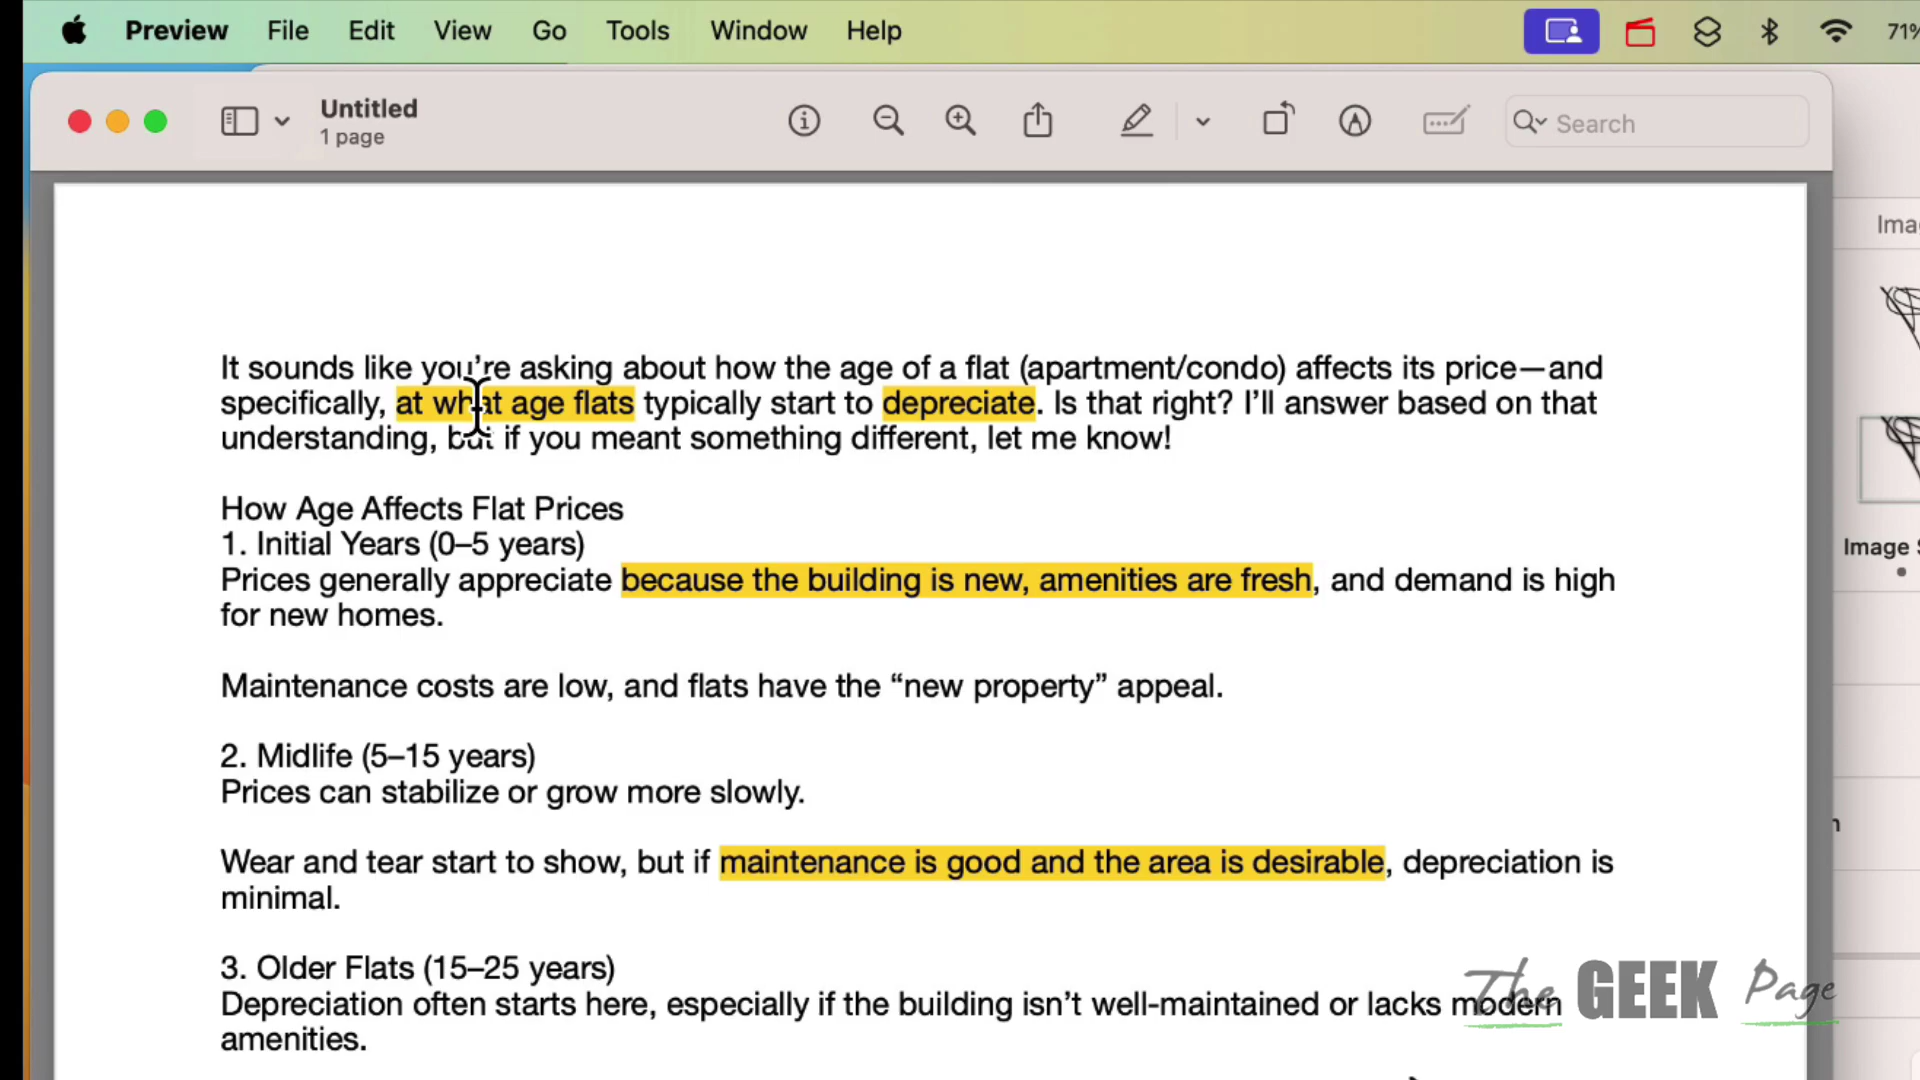 Preview File Edit View Go Tools Window Help 71%
Untitled
1 page
Search
It sounds like you're asking about how the age of a flat (apartment/condo) affects its price—and
specifically, at what age flats typically start to depreciate. Is that right? I'll answer based on that
understanding, but if you meant something different, let me know!
How Age Affects Flat Prices
1. Initial Years (0–5 years)
Prices generally appreciate because the building is new, amenities are fresh, and demand is high
for new homes.
Maintenance costs are low, and flats have the “new property” appeal.
2. Midlife (5–15 years)
Prices can stabilize or grow more slowly.
Wear and tear start to show, but if maintenance is good and the area is desirable, depreciation is
minimal.
3. Older Flats (15–25 years)
Depreciation often starts here, especially if the building isn't well-maintained or lacks modern
amenities.
Image
The GEEK Page